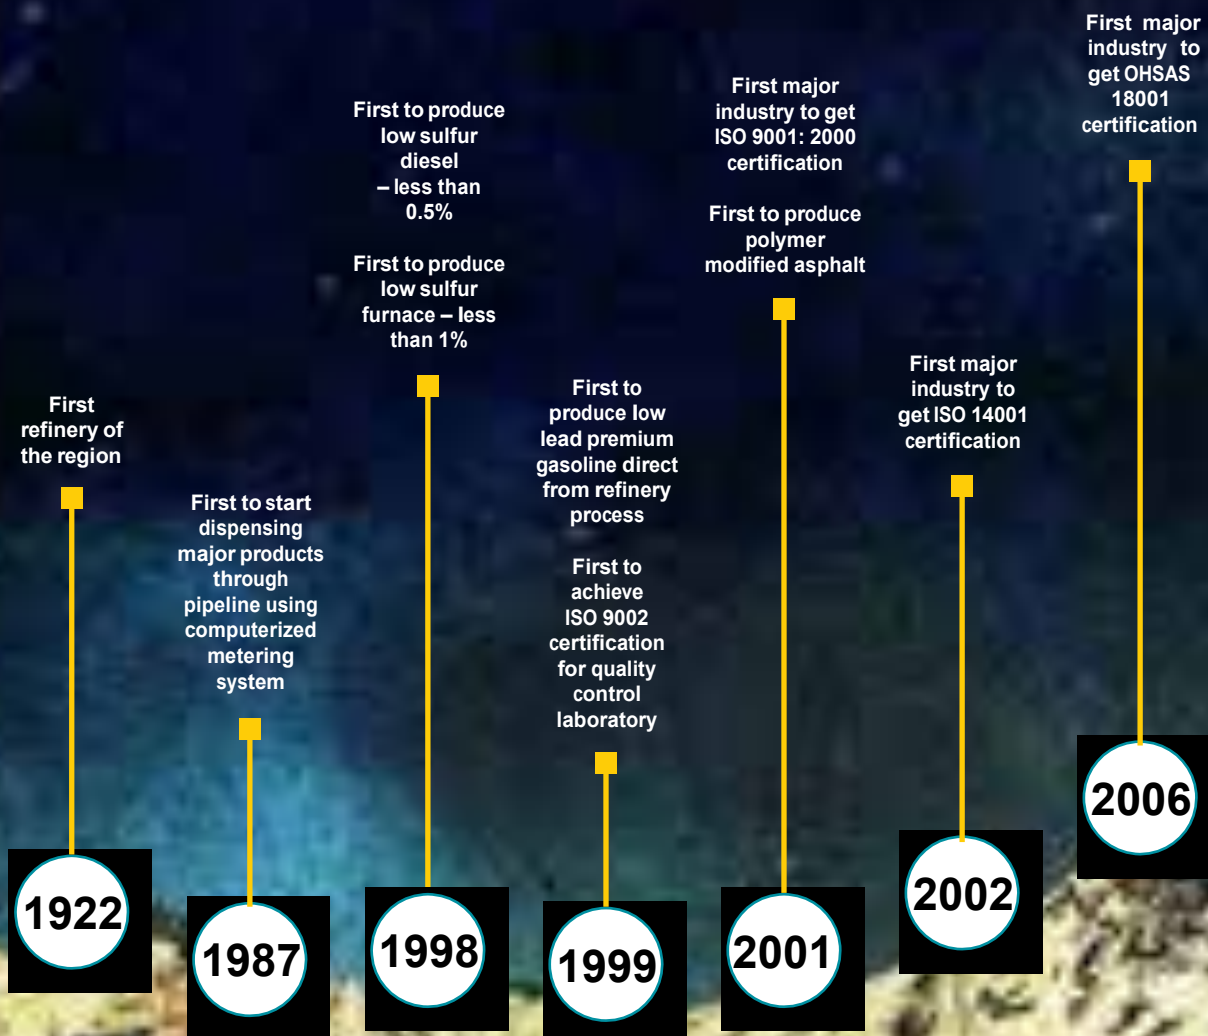 First
refinery of
the region
1922
First to start
dispensing
major products
through
pipeline using
computerized
metering
system
1987
First to produce
low sulfur
diesel
– less than
0.5%
First to produce
low sulfur
furnace – less
than 1%
1998
First to
produce low
lead premium
gasoline direct
from refinery
process
First to
achieve
ISO 9002
certification
for quality
control
laboratory
1999
First major
industry to get
ISO 9001: 2000
certification
First to produce
polymer
modified asphalt
2001
First major
industry to
get ISO 14001
certification
2002
First major
industry to
get OHSAS
18001
certification
2006